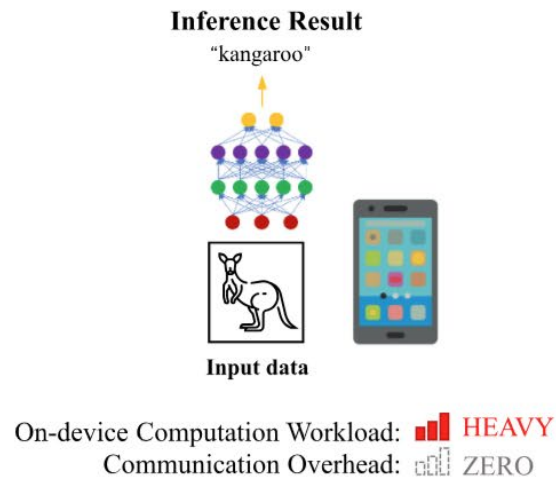 Inference Result
“kangaroo"
Input data
On-device Computation Workload: HEAVY
Communication Overhead: ZERO